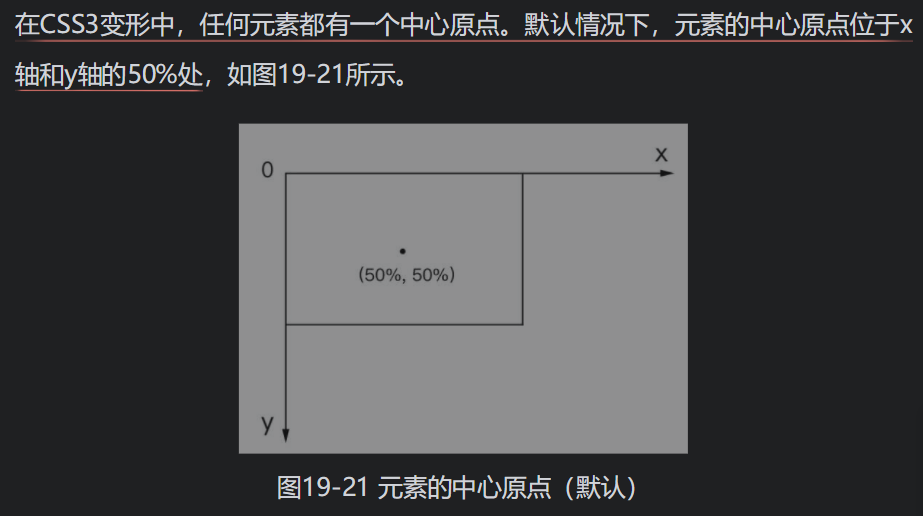 在CSS3变形中，任何元素都有一个中心原点。默认情况下，元素的中心原点位于x
轴和y轴的50%处，如图19-21所示。
0
x
(50%, 50%)
y
图19-21 元素的中心原点（默认）